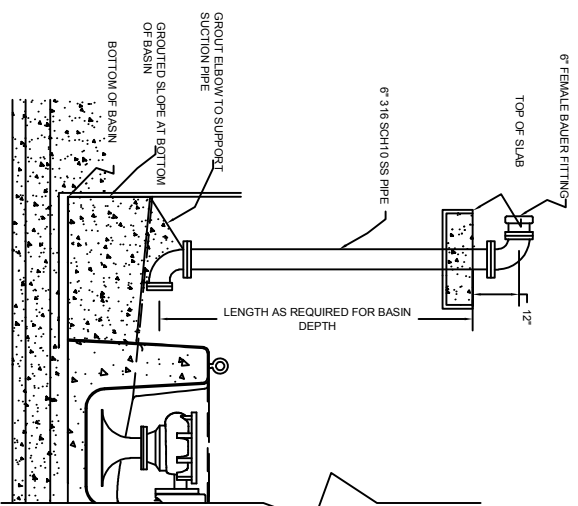 6" FEMALE BAUER FITTING
TOP OF SLAB
12"
6" 316 SCH10 SS PIPE
LENGTH AS REQUIRED FOR BASIN
DEPTH
GROUT ELBOW TO SUPPORT
SUCTION PIPE
GROUTED SLOPE AT BOTTOM
OF BASIN
BOTTOM OF BASIN